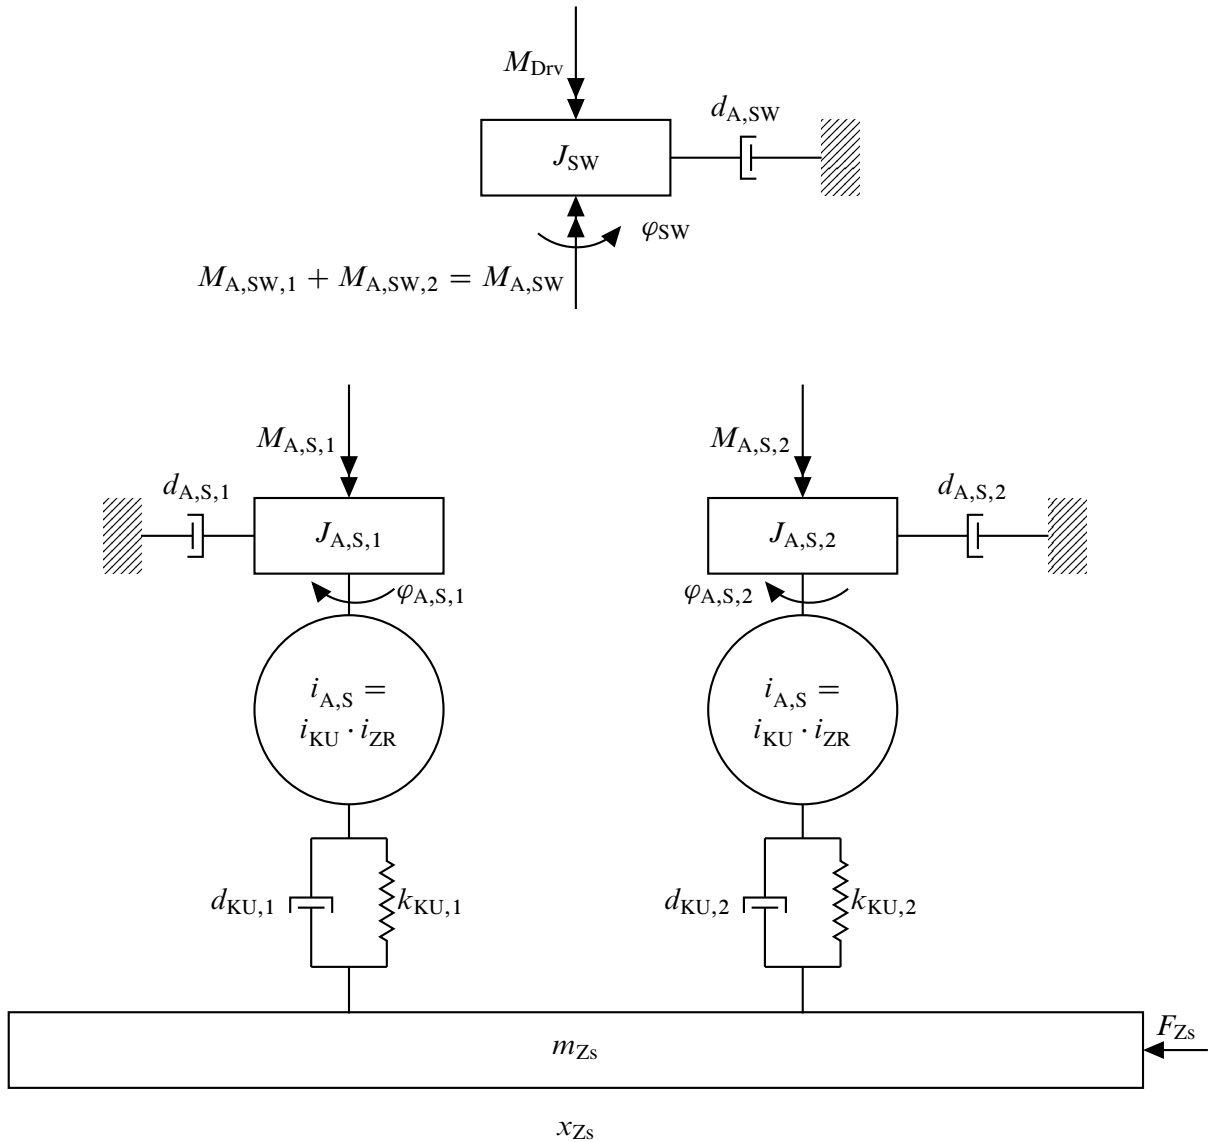 M_Drv
d_A,SW
J_SW
φ_SW
M_A,SW,1 + M_A,SW,2 = M_A,SW
M_A,S,1
M_A,S,2
d_A,S,1
d_A,S,2
J_A,S,1
J_A,S,2
φ_A,S,1
φ_A,S,2
i_A,S =
i_KU · i_ZR
i_A,S =
i_KU · i_ZR
d_KU,1
k_KU,1
d_KU,2
k_KU,2
F_Zs
m_Zs
x_Zs